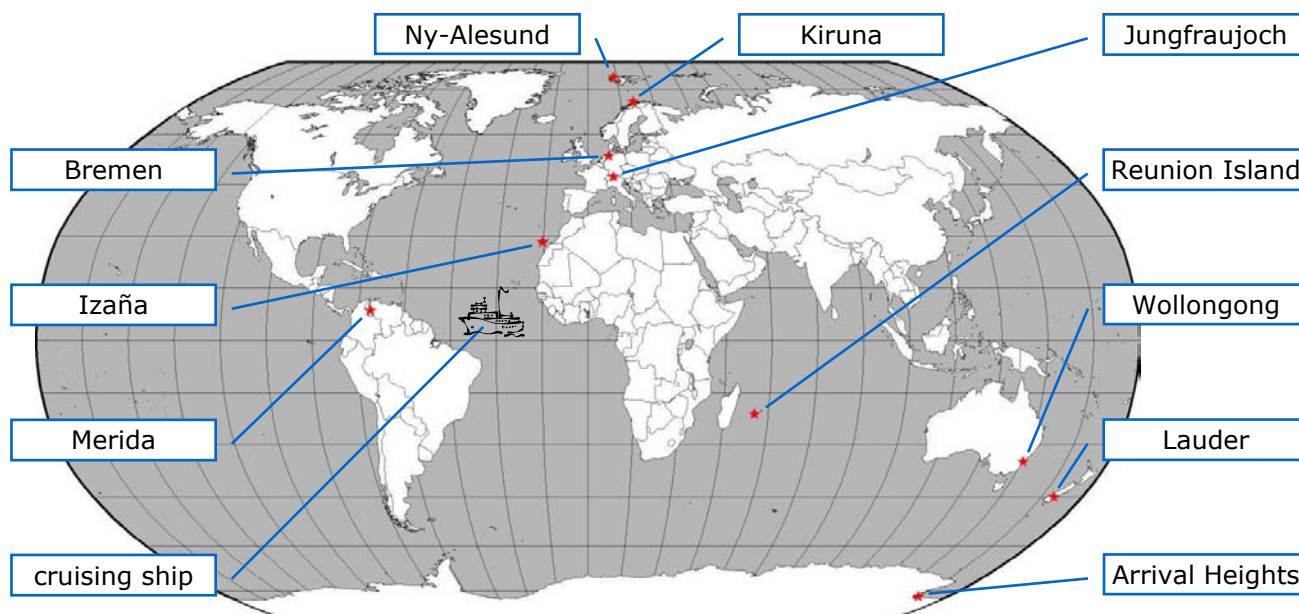 Ny-Alesund
Kiruna
Jungfraujoch
Bremen
Reunion Island
Izaña
Wollongong
Merida
Lauder
cruising ship
Arrival Heights